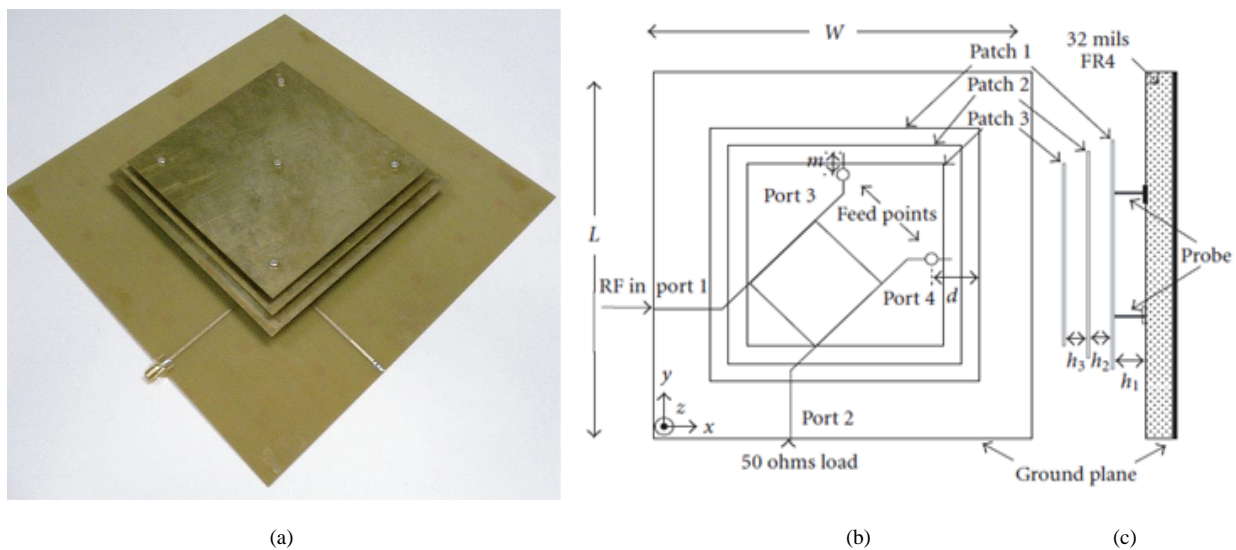 W
32 mils
FR4
Patch 1
Patch 2
Patch 3
m
Port 3
Feed points
L
Probe
RF in port 1
Port 4
d
h3 h2
h1
y
z
x
Port 2
50 ohms load
Ground plane
(a) (b) (c)